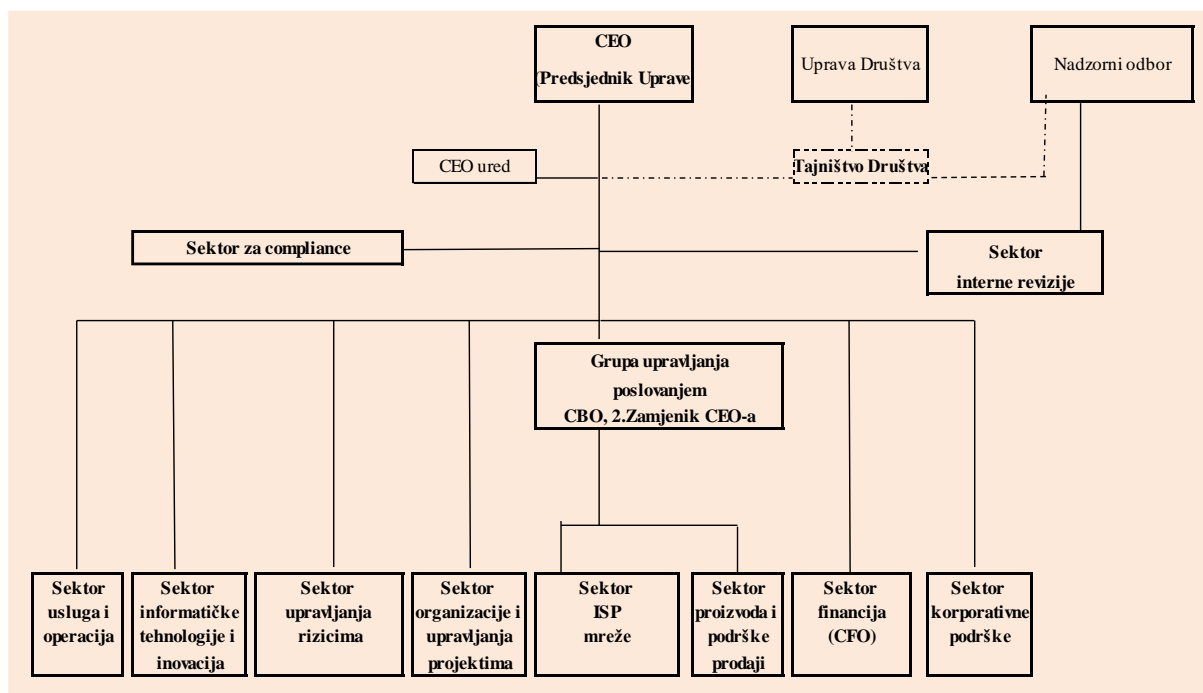 CEO
(Predsjednik Uprave
Uprava Društva
Nadzorni odbor
CEO ured
Tajništvo Društva
Sektor za compliance
Sektor
interne revizije
Grupa upravljanja
poslovanjem
CBO, 2.Zamjenik CEO-a
Sektor
usluga i
operacija
Sektor
informatičke
tehnologije i
inovacija
Sektor
upravljanja
rizicima
Sektor
organizacije i
upravljanja
projektima
Sektor
ISP
mreže
Sektor
proizvoda i
podrške
prodaji
Sektor
financija
(CFO)
Sektor
korporativne
podrške